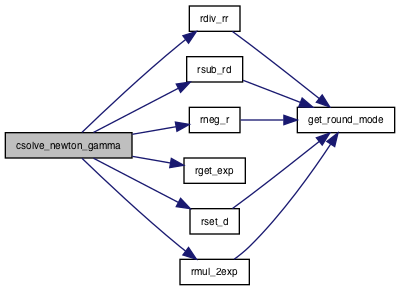 rdiv_rr
rsub_rd
rneg_r
get_round_mode
csolve_newton_gamma
rget_exp
rset_d
rmul_2exp